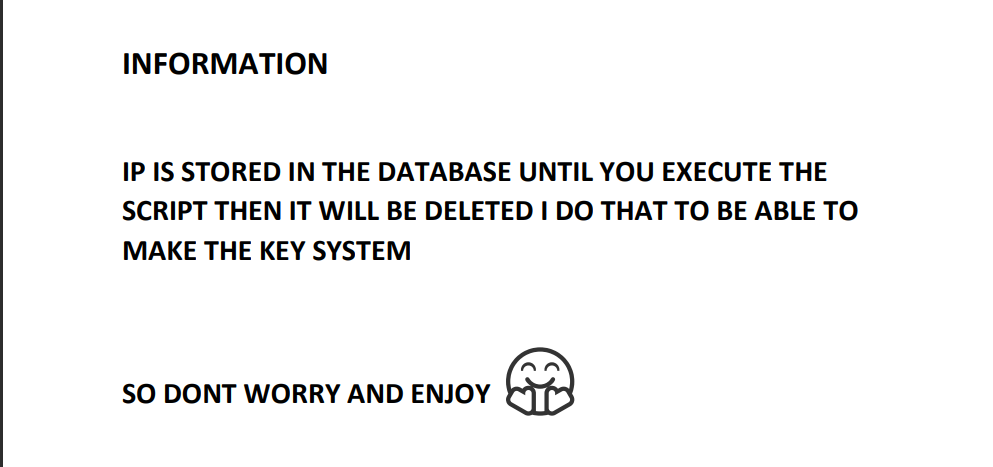 INFORMATION
IP IS STORED IN THE DATABASE UNTIL YOU EXECUTE THE
SCRIPT THEN IT WILL BE DELETED I DO THAT TO BE ABLE TO
MAKE THE KEY SYSTEM
SO DONT WORRY AND ENJOY